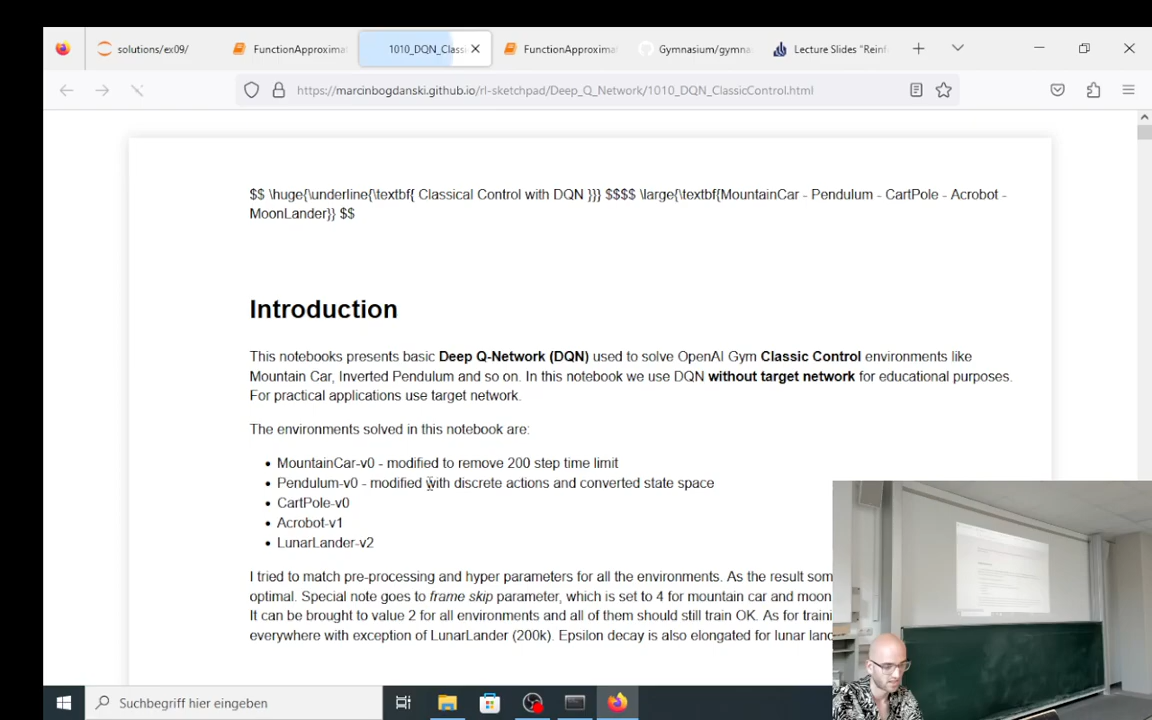 solutions/ex09/
FunctionApproximat
1010_DQN_Class
FunctionApproximat
Gymnasium/gymna
Lecture Slides "Reinf
https://marcinbogdanski.github.io/rl-sketchpad/Deep_Q_Network/1010_DQN_ClassicControl.html
$$ \huge{\underline{\textbf{ Classical Control with DQN }}} $$$$ \large{\textbf{MountainCar - Pendulum - CartPole - Acrobot -
MoonLander}} $$
Introduction
This notebooks presents basic Deep Q-Network (DQN) used to solve OpenAI Gym Classic Control environments like
Mountain Car, Inverted Pendulum and so on. In this notebook we use DQN without target network for educational purposes.
For practical applications use target network.
The environments solved in this notebook are:
• MountainCar-v0 - modified to remove 200 step time limit
• Pendulum-v0 - modified with discrete actions and converted state space
• CartPole-v0
• Acrobot-v1
• LunarLander-v2
I tried to match pre-processing and hyper parameters for all the environments. As the result som
optimal. Special note goes to frame skip parameter, which is set to 4 for mountain car and moon
It can be brought to value 2 for all environments and all of them should still train OK. As for traini
everywhere with exception of LunarLander (200k). Epsilon decay is also elongated for lunar lan
Suchbegriff hier eingeben